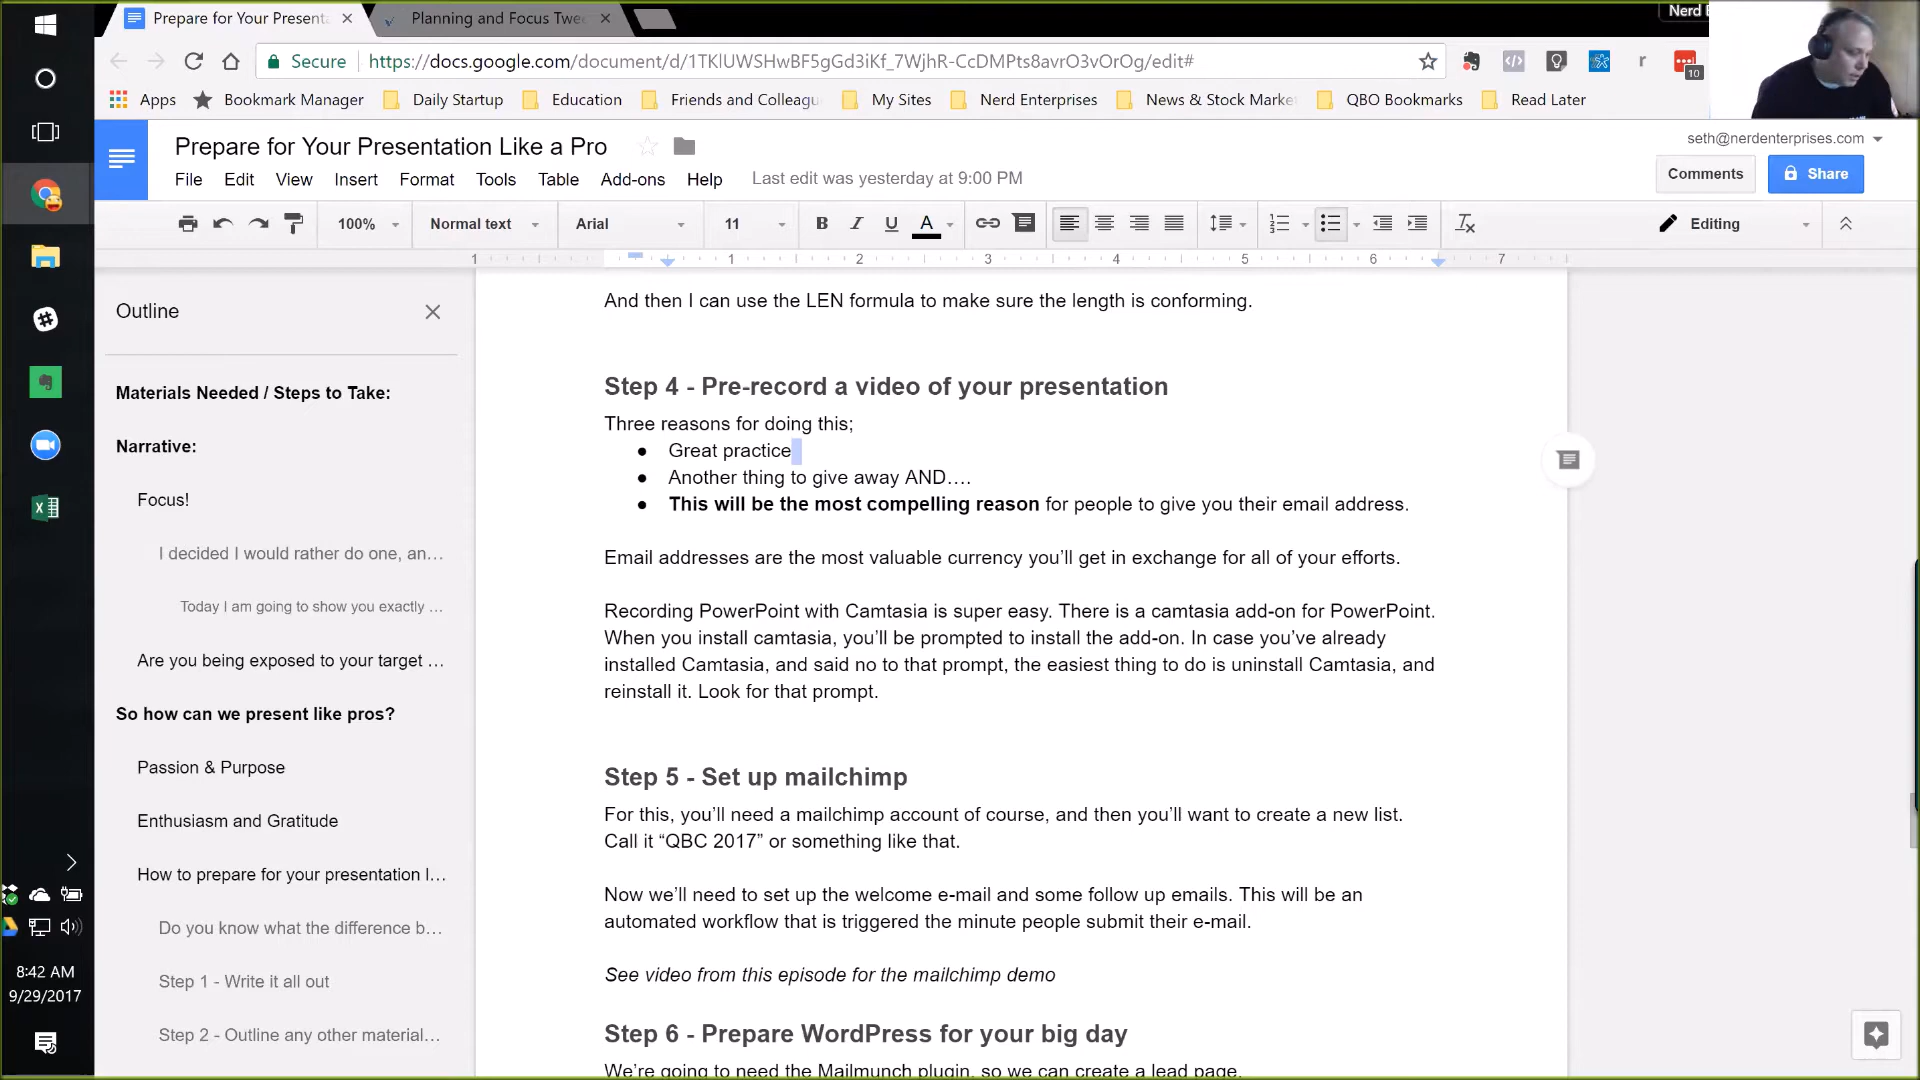 Prepare for Your Presenta
Planning and Focus Twe
Nerd E
Secure
https://docs.google.com/document/d/1TKlUWSHwBF5gGd3iKf_7WjhR-CcDMPts8avrO3vOrOg/edit#
r
10
Apps
Bookmark Manager
Daily Startup
Education
Friends and Colleagu
My Sites
Nerd Enterprises
News & Stock Marke
QBO Bookmarks
Read Later
Prepare for Your Presentation Like a Pro
seth@nerdenterprises.com
File Edit View Insert Format Tools Table Add-ons Help
Last edit was yesterday at 9:00 PM
Comments
Share
100%
Normal text
Arial
11
B I U A
Editing
1 1 2 3 4 5 6 7
Outline
Materials Needed / Steps to Take:
Narrative:
Focus!
I decided I would rather do one, an...
Today I am going to show you exactly ...
Are you being exposed to your target ...
So how can we present like pros?
Passion & Purpose
Enthusiasm and Gratitude
How to prepare for your presentation l...
Do you know what the difference b...
Step 1 - Write it all out
Step 2 - Outline any other material...
And then I can use the LEN formula to make sure the length is conforming.
Step 4 - Pre-record a video of your presentation
Three reasons for doing this;
● Great practice
● Another thing to give away AND….
● This will be the most compelling reason for people to give you their email address.
Email addresses are the most valuable currency you’ll get in exchange for all of your efforts.
Recording PowerPoint with Camtasia is super easy. There is a camtasia add-on for PowerPoint.
When you install camtasia, you’ll be prompted to install the add-on. In case you’ve already
installed Camtasia, and said no to that prompt, the easiest thing to do is uninstall Camtasia, and
reinstall it. Look for that prompt.
Step 5 - Set up mailchimp
For this, you’ll need a mailchimp account of course, and then you’ll want to create a new list.
Call it “QBC 2017” or something like that.
Now we’ll need to set up the welcome e-mail and some follow up emails. This will be an
automated workflow that is triggered the minute people submit their e-mail.
See video from this episode for the mailchimp demo
Step 6 - Prepare WordPress for your big day
We’re going to need the Mailmunch plugin, so we can create a lead page.
8:42 AM
9/29/2017